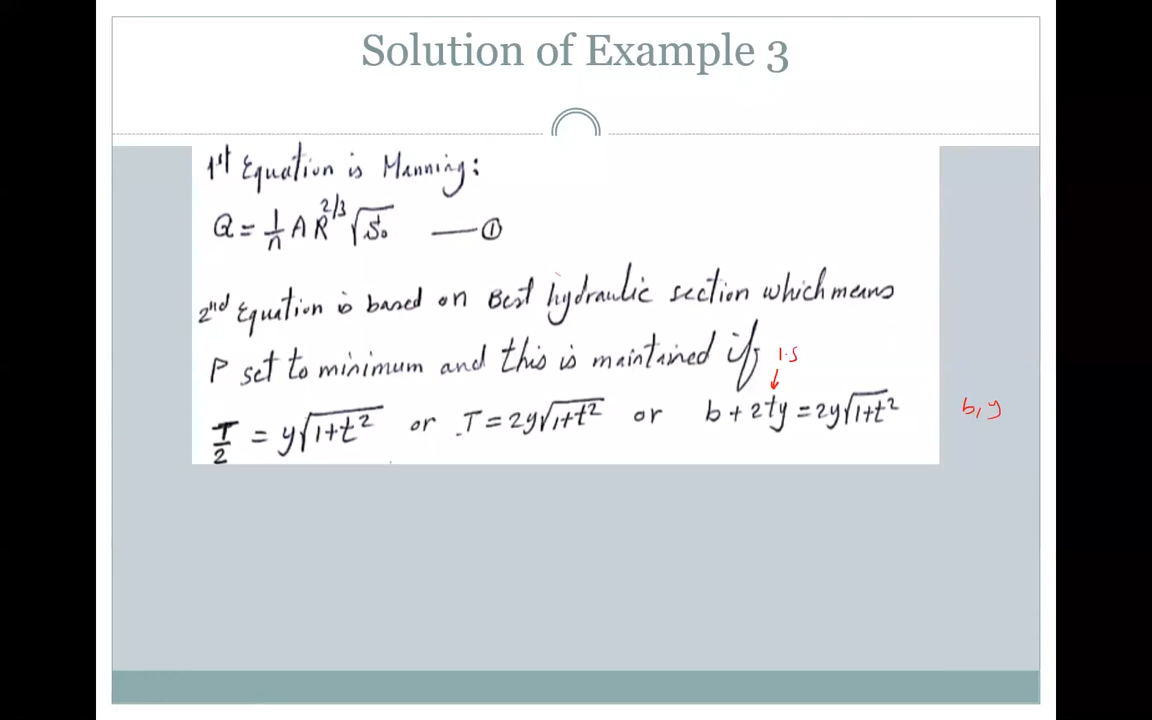 Solution of Example 3
1st Equation is Manning:
Q = 1/n A R^2/3 √S₀ — ①
2nd Equation is based on Best hydraulic section which means
P set to minimum and this is maintained if;
1.5
T/2 = y√1+t² or T = 2y√1+t² or b + 2ty = 2y√1+t²
b, y